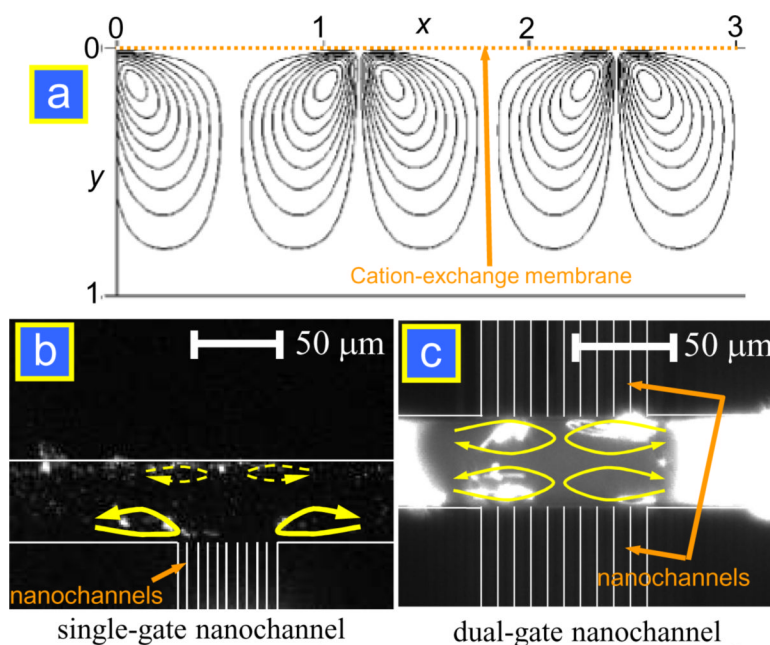 0 1 x 2 3
0
a
y
Cation-exchange membrane
1
b
50 μm
nanochannels
single-gate nanochannel
c
50 μm
nanochannels
dual-gate nanochannel